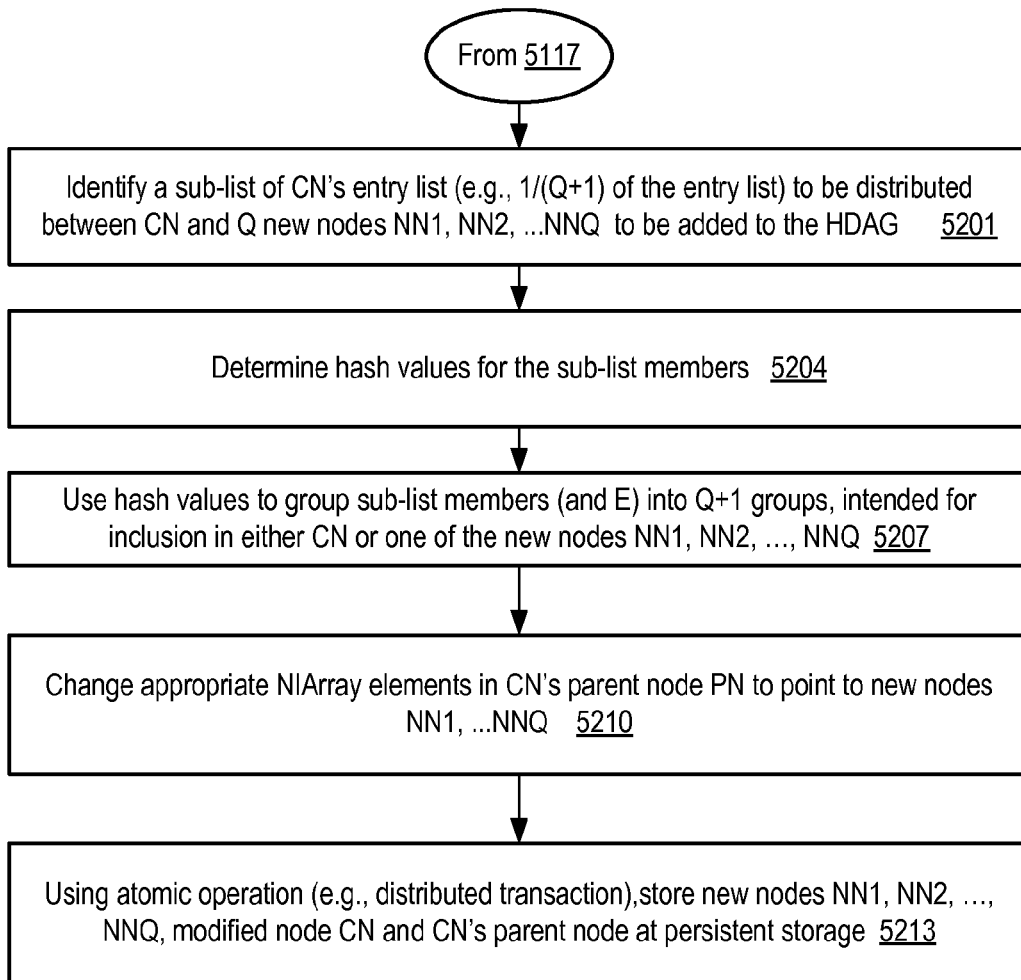 From 5117
Identify a sub-list of CN's entry list (e.g., 1/(Q+1) of the entry list) to be distributed
between CN and Q new nodes NN1, NN2, ...NNQ to be added to the HDAG 5201
Determine hash values for the sub-list members 5204
Use hash values to group sub-list members (and E) into Q+1 groups, intended for
inclusion in either CN or one of the new nodes NN1, NN2, …, NNQ 5207
Change appropriate NIArray elements in CN's parent node PN to point to new nodes
NN1, ...NNQ 5210
Using atomic operation (e.g., distributed transaction),store new nodes NN1, NN2, …,
NNQ, modified node CN and CN's parent node at persistent storage 5213